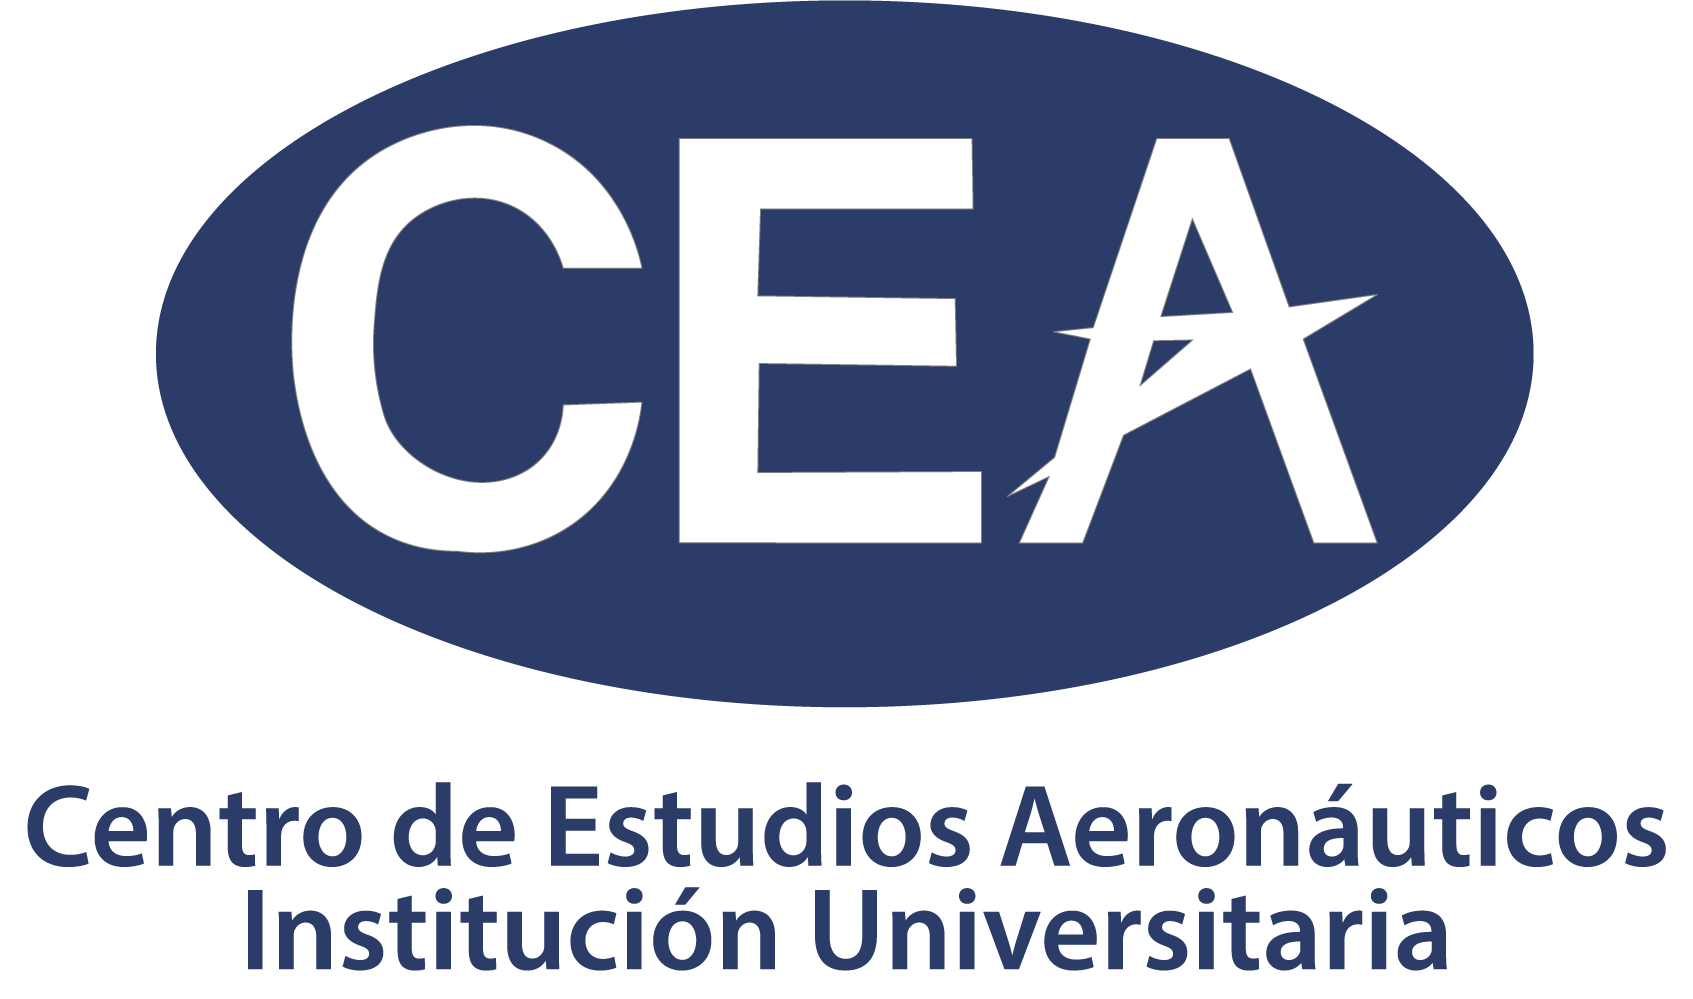 CEA
Centro de Estudios Aeronáuticos
Institución Universitaria